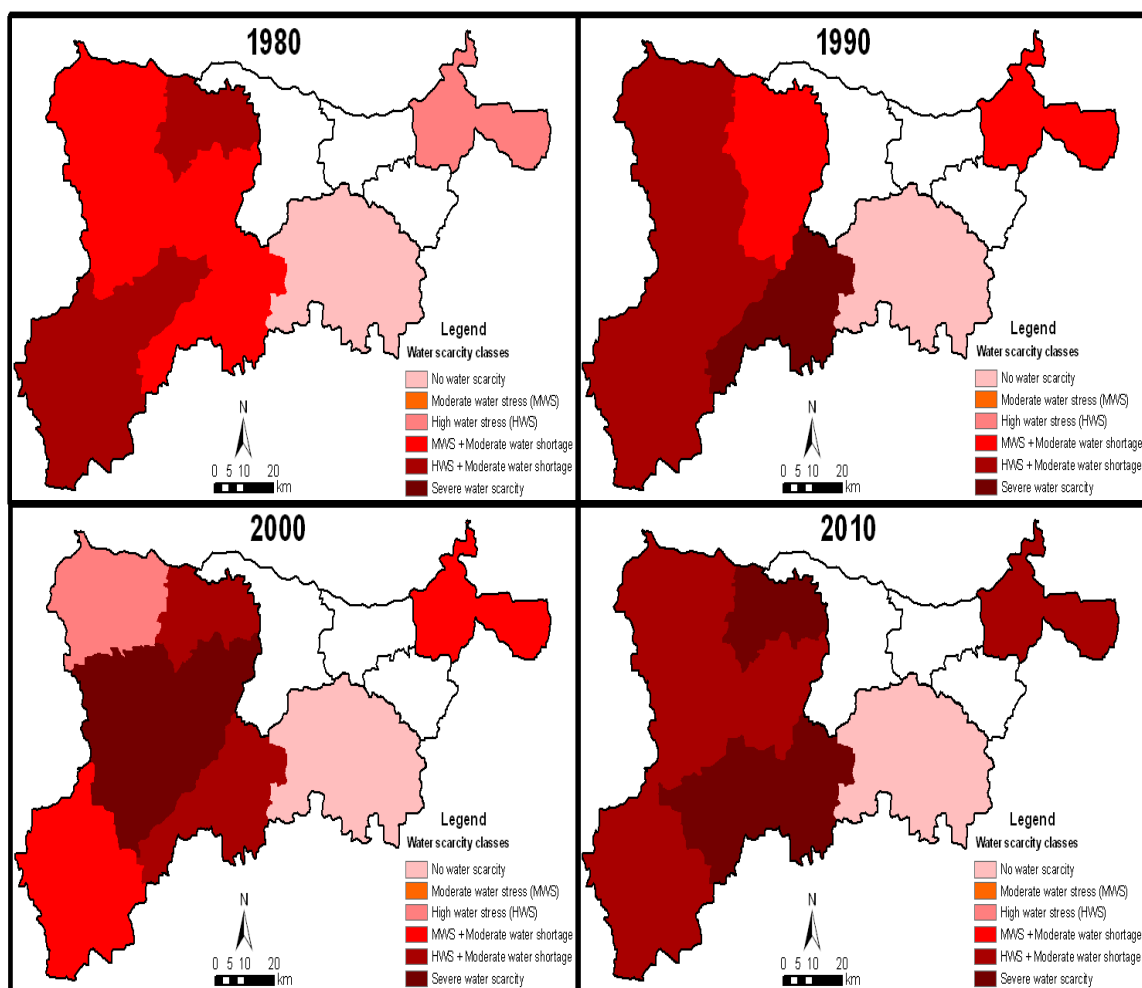 1980
Legend
Water scarcity classes
No water scarcity
Moderate water stress (MWS)
High water stress (HWS)
MWS + Moderate water shortage
HWS + Moderate water shortage
Severe water scarcity
N
0 5 10 20
km
1990
Legend
Water scarcity classes
No water scarcity
Moderate water stress (MWS)
High water stress (HWS)
MWS + Moderate water shortage
HWS + Moderate water shortage
Severe water scarcity
N
0 5 10 20
km
2000
Legend
Water scarcity classes
No water scarcity
Moderate water stress (MWS)
High water stress (HWS)
MWS + Moderate water shortage
HWS + Moderate water shortage
Severe water scarcity
N
0 5 10 20
km
2010
Legend
Water scarcity classes
No water scarcity
Moderate water stress (MWS)
High water stress (HWS)
MWS + Moderate water shortage
HWS + Moderate water shortage
Severe water scarcity
N
0 5 10 20
km